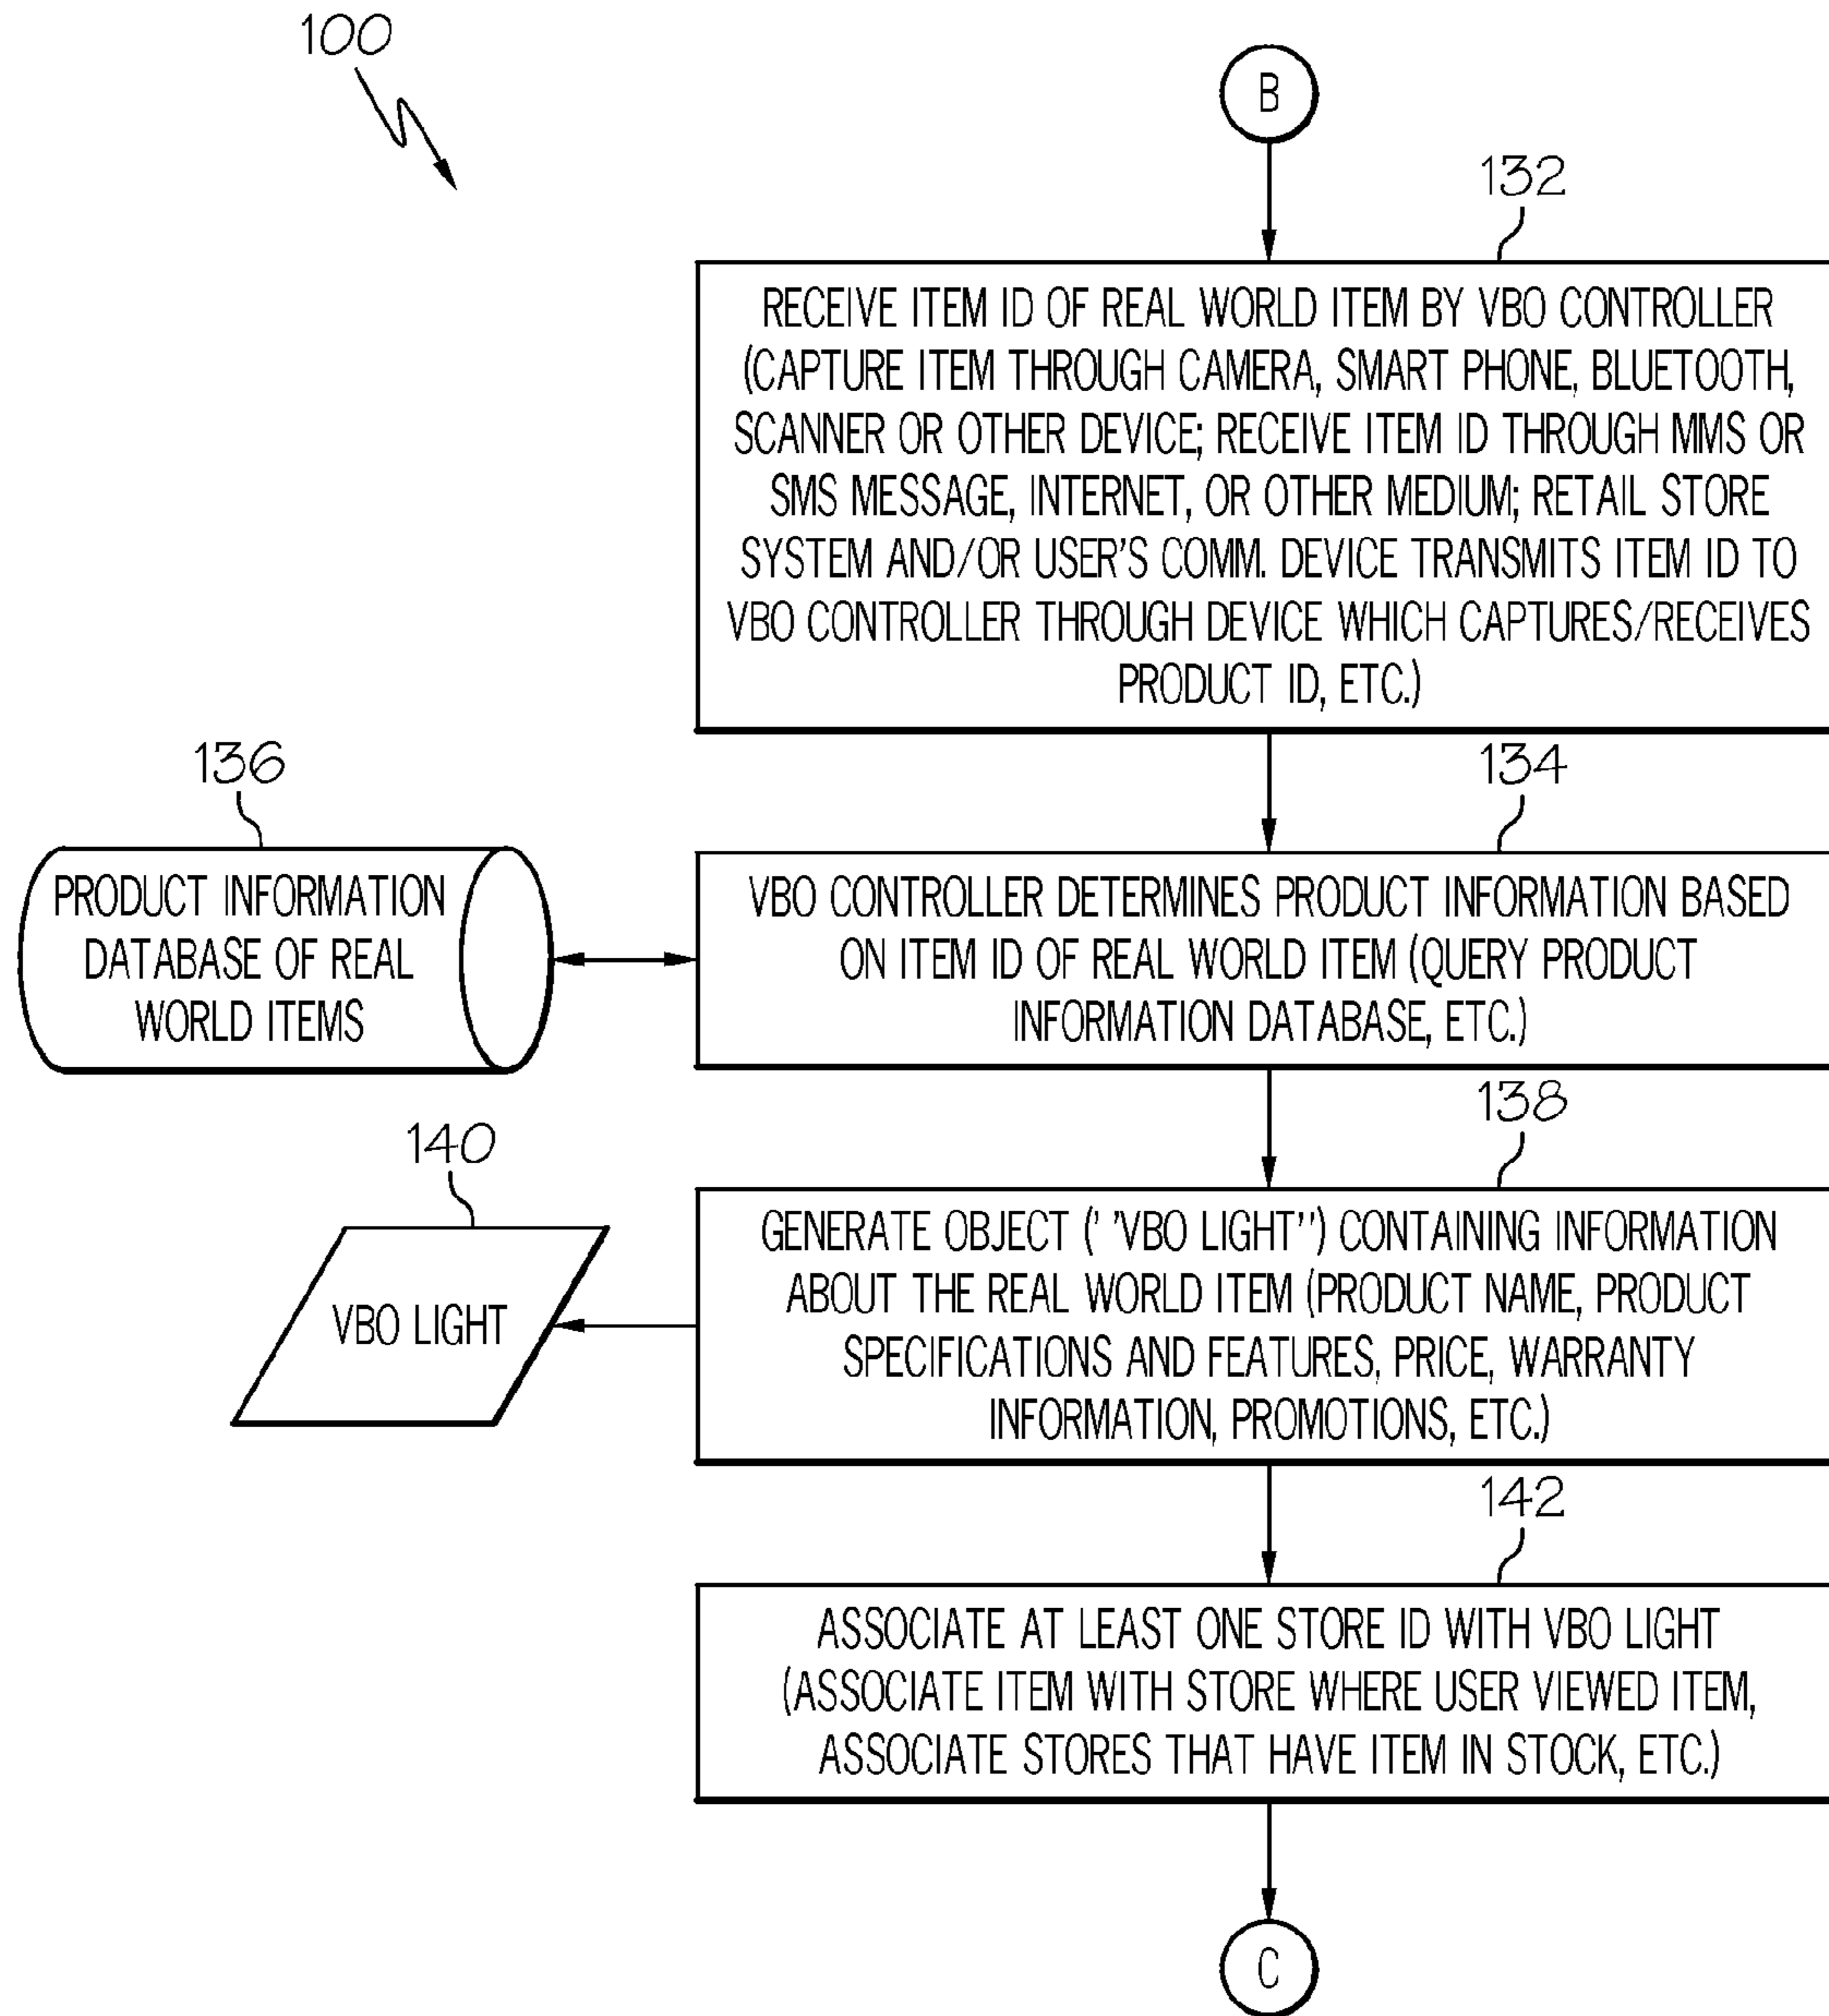 100
B
132
RECEIVE ITEM ID OF REAL WORLD ITEM BY VBO CONTROLLER
(CAPTURE ITEM THROUGH CAMERA, SMART PHONE, BLUETOOTH,
SCANNER OR OTHER DEVICE; RECEIVE ITEM ID THROUGH MMS OR
SMS MESSAGE, INTERNET, OR OTHER MEDIUM; RETAIL STORE
SYSTEM AND/OR USER'S COMM. DEVICE TRANSMITS ITEM ID TO
VBO CONTROLLER THROUGH DEVICE WHICH CAPTURES/RECEIVES
PRODUCT ID, ETC.)
136
PRODUCT INFORMATION
DATABASE OF REAL
WORLD ITEMS
134
VBO CONTROLLER DETERMINES PRODUCT INFORMATION BASED
ON ITEM ID OF REAL WORLD ITEM (QUERY PRODUCT
INFORMATION DATABASE, ETC.)
140
VBO LIGHT
138
GENERATE OBJECT (' 'VBO LIGHT'') CONTAINING INFORMATION
ABOUT THE REAL WORLD ITEM (PRODUCT NAME, PRODUCT
SPECIFICATIONS AND FEATURES, PRICE, WARRANTY
INFORMATION, PROMOTIONS, ETC.)
142
ASSOCIATE AT LEAST ONE STORE ID WITH VBO LIGHT
(ASSOCIATE ITEM WITH STORE WHERE USER VIEWED ITEM,
ASSOCIATE STORES THAT HAVE ITEM IN STOCK, ETC.)
C